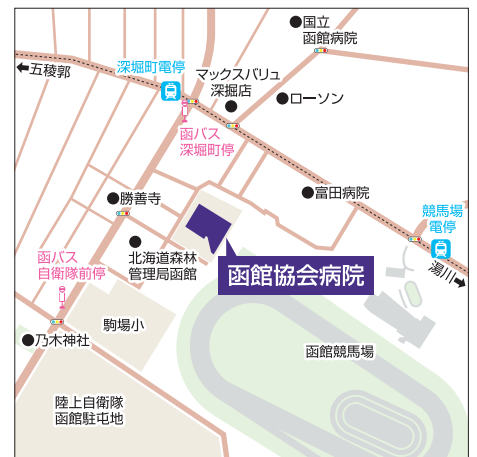 国立
函館病院
五稜郭
深堀町電停
マックスバリュ
深掘店
ローソン
函バス
深堀町停
富田病院
勝善寺
競馬場
電停
函バス
自衛隊前停
北海道森林
管理局函館
湯川
函館協会病院
駒場小
乃木神社
函館競馬場
陸上自衛隊
函館駐屯地